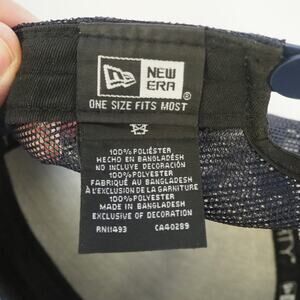 NEW
ERA
®
ONE SIZE FITS MOST
100% POLIÉSTER
HECHO EN BANGLADÉSH
NO INCLUYE DECORACIÓN
100% POLYESTER
FABRIQUÉ AU BANGLADESH
À L'EXCLUSION DE LA GARNITURE
100% POLYESTER
MADE IN BANGLADESH
EXCLUSIVE OF DECORATION
RN11493 CA40289